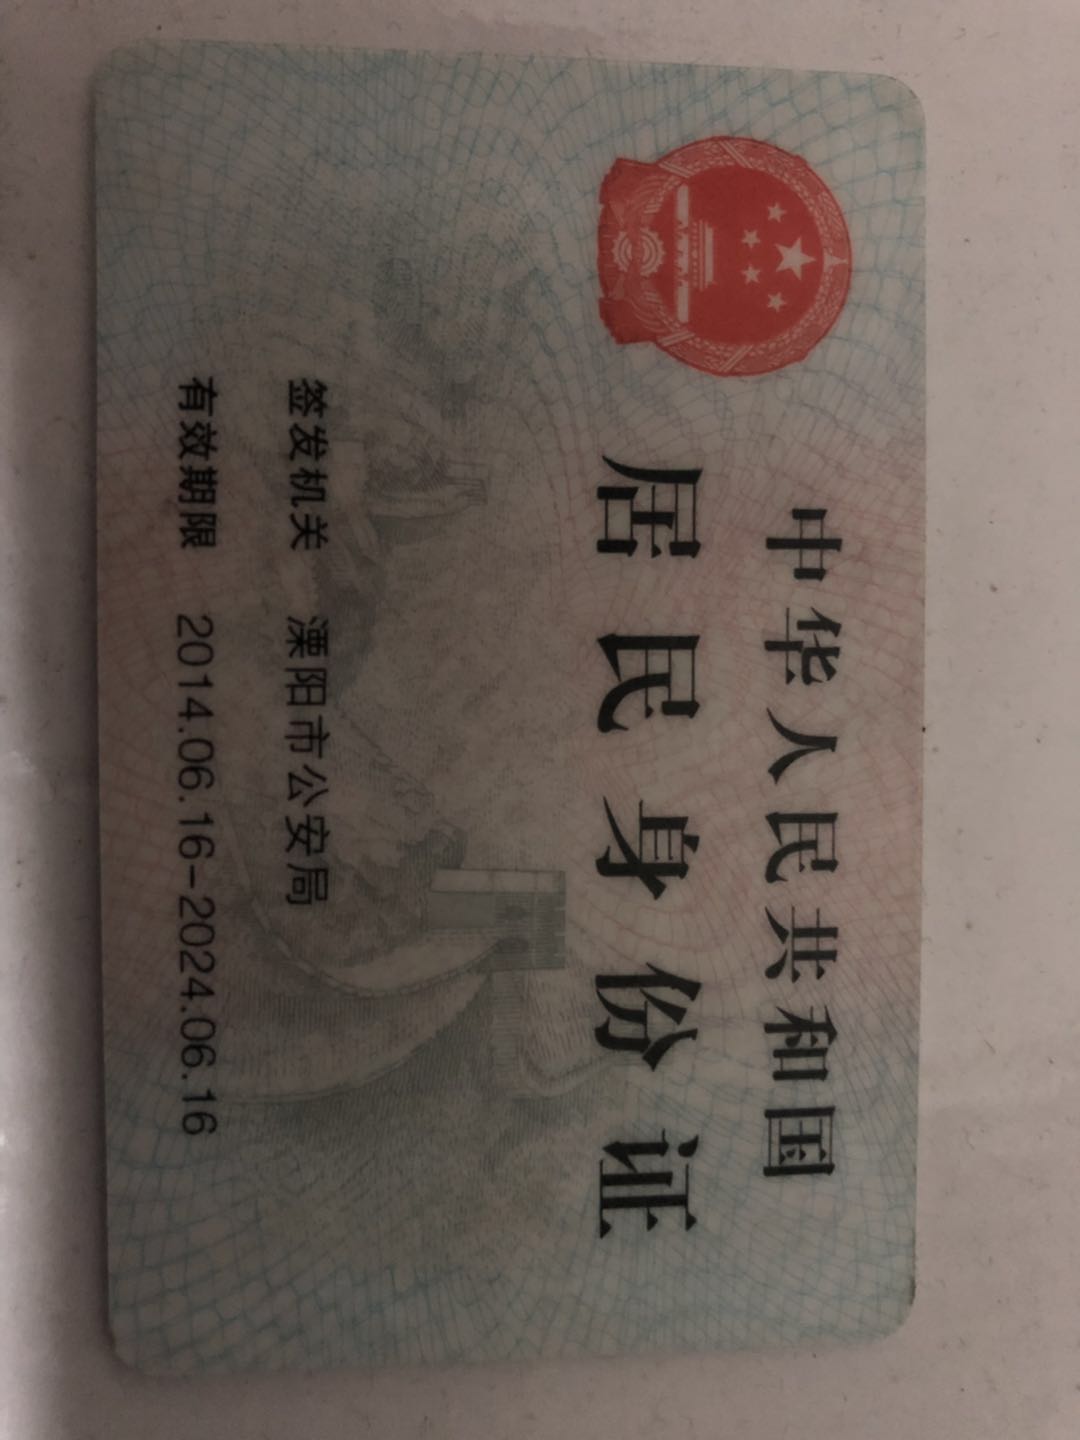 中华人民共和国
居民身份证
签发机关 溧阳市公安局
有效期限 2014.06.16-2024.06.16